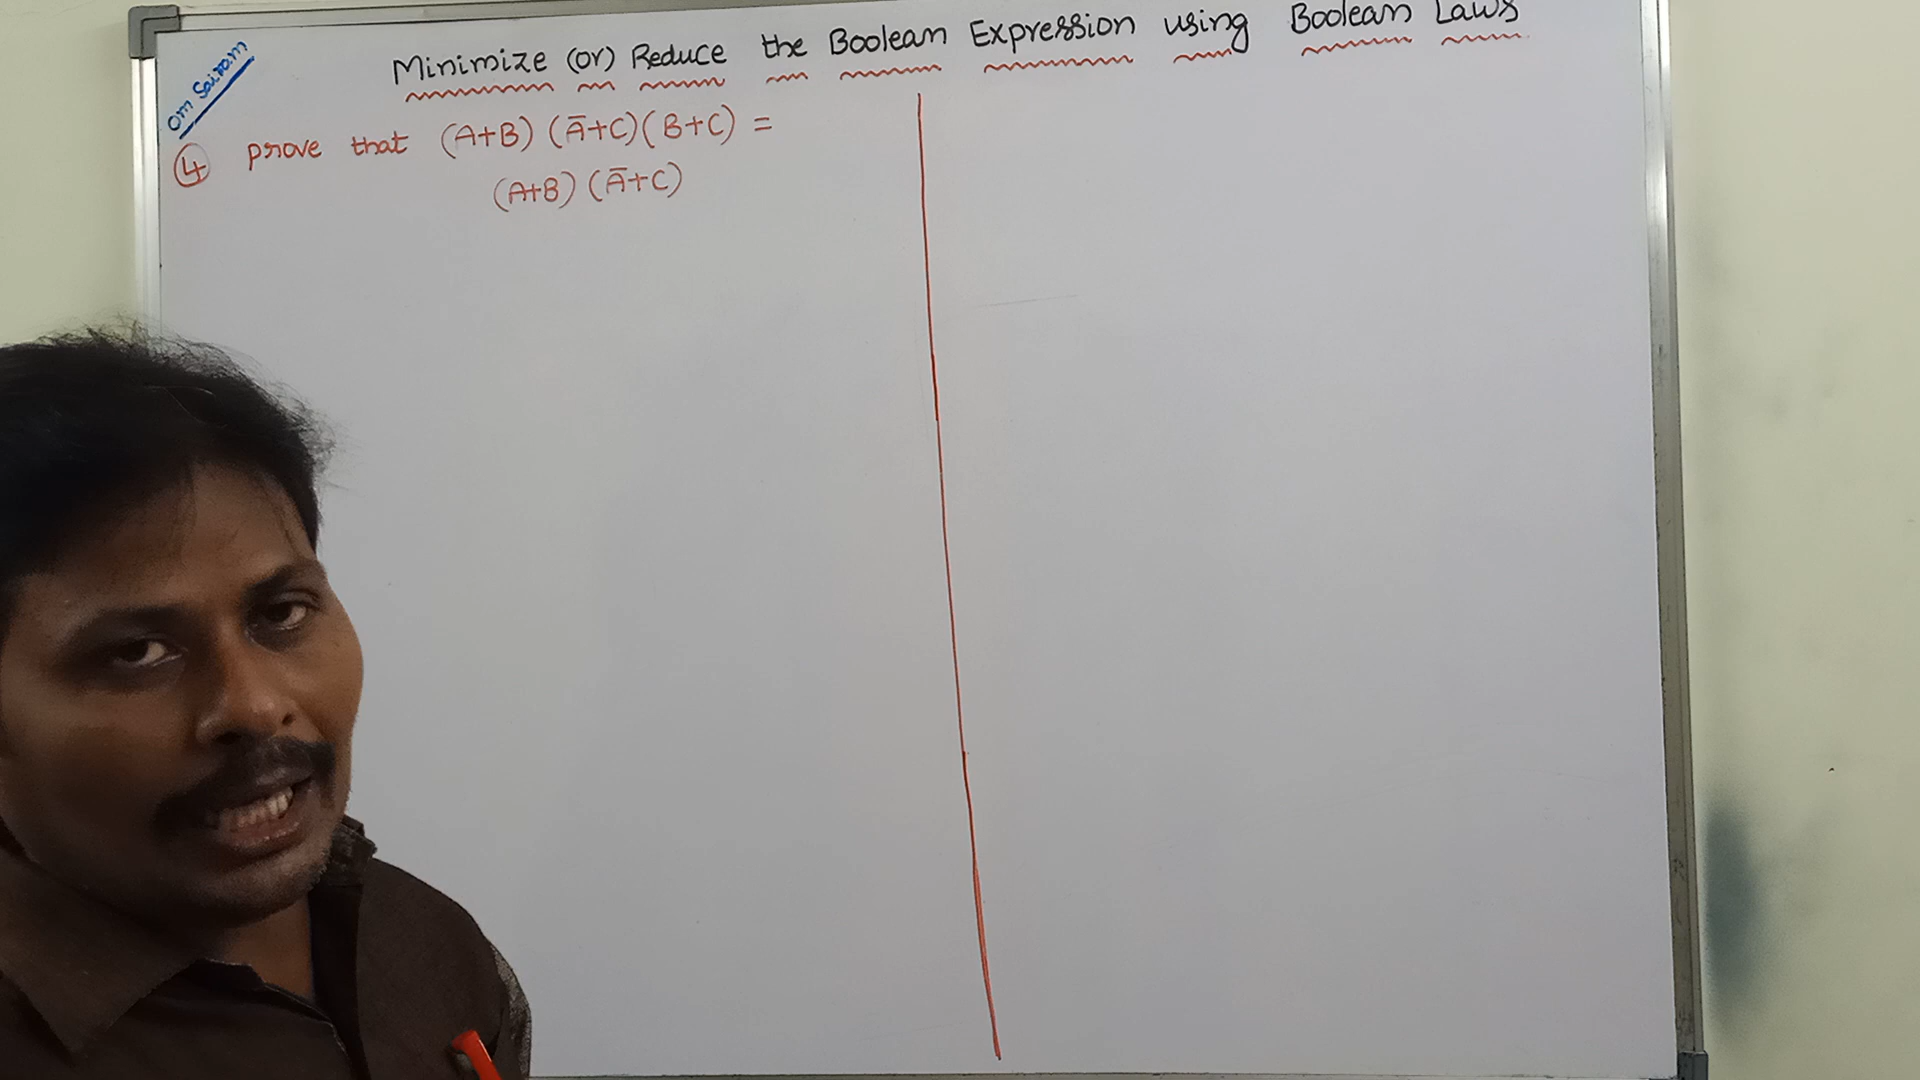 Om Sairam
Minimize (or) Reduce the Boolean Expression using Boolean Laws
④ prove that (A+B) (Ā+C) (B+C) =
(A+B) (Ā+C)